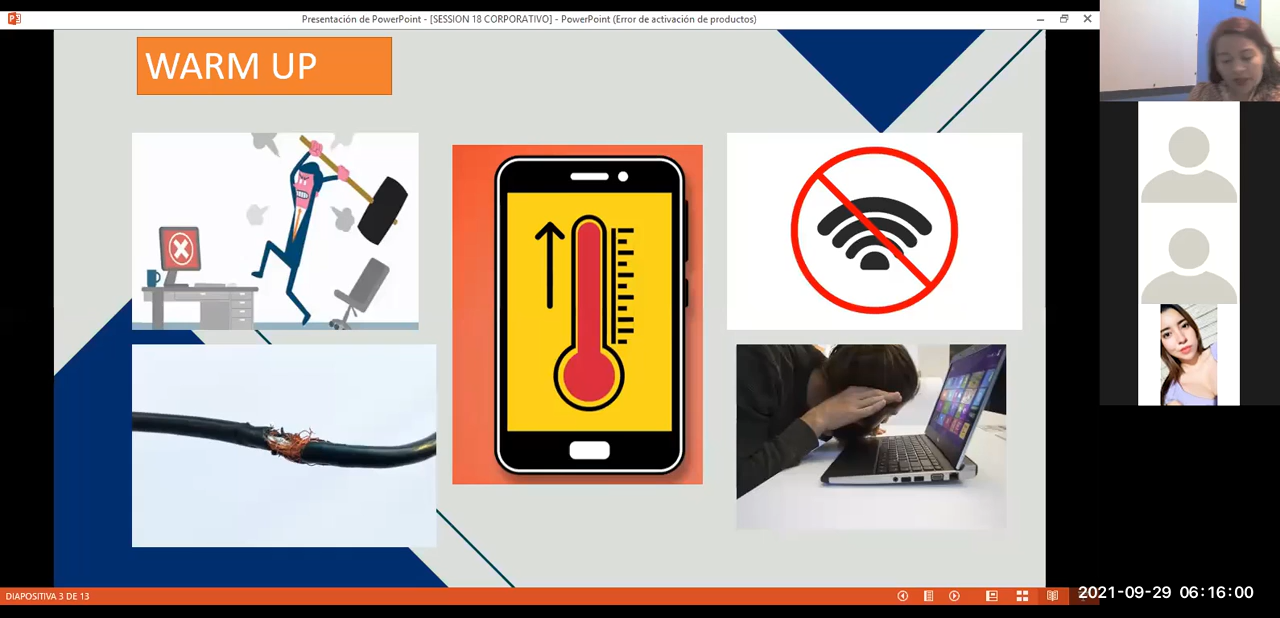 Presentación de PowerPoint - [SESSION 18 CORPORATIVO] - PowerPoint (Error de activación de productos)
WARM UP
DIAPOSITIVA 3 DE 13
2021-09-29 06:16:00